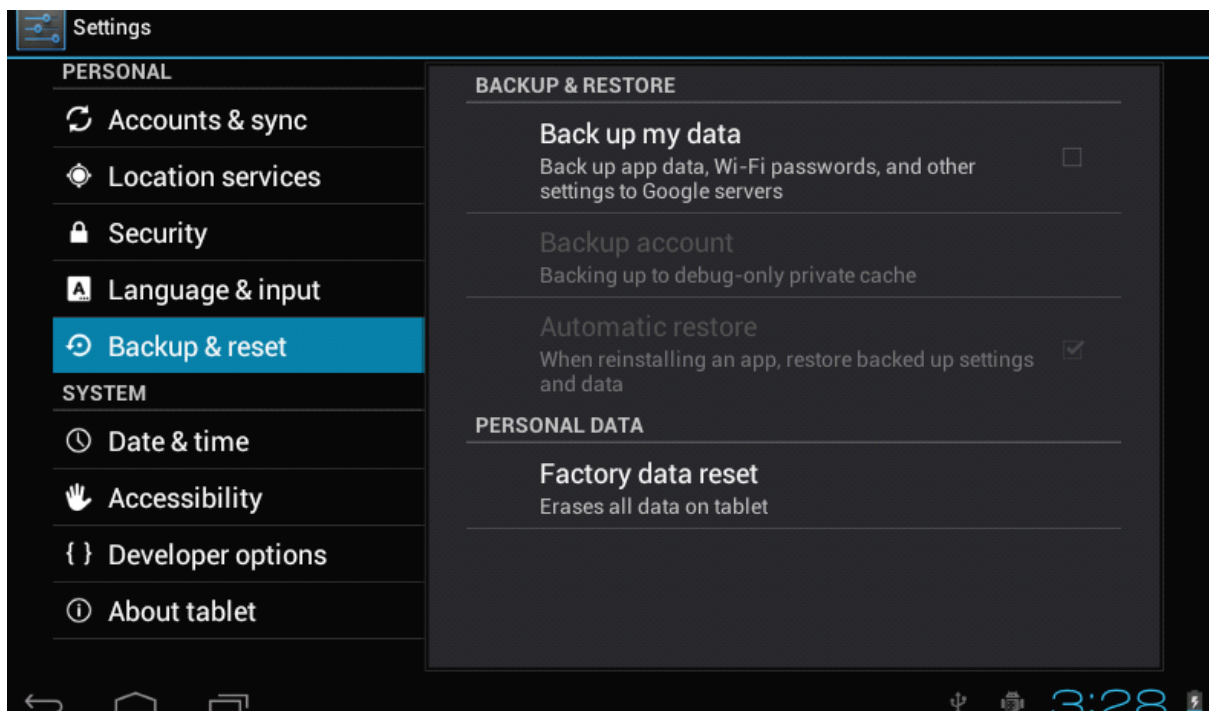 Settings
PERSONAL
Accounts & sync
Location services
Security
Language & input
Backup & reset
SYSTEM
Date & time
Accessibility
{ } Developer options
About tablet
BACKUP & RESTORE
Back up my data
Back up app data, Wi-Fi passwords, and other
settings to Google servers
Backup account
Backing up to debug-only private cache
Automatic restore
When reinstalling an app, restore backed up settings
and data
PERSONAL DATA
Factory data reset
Erases all data on tablet
3:28